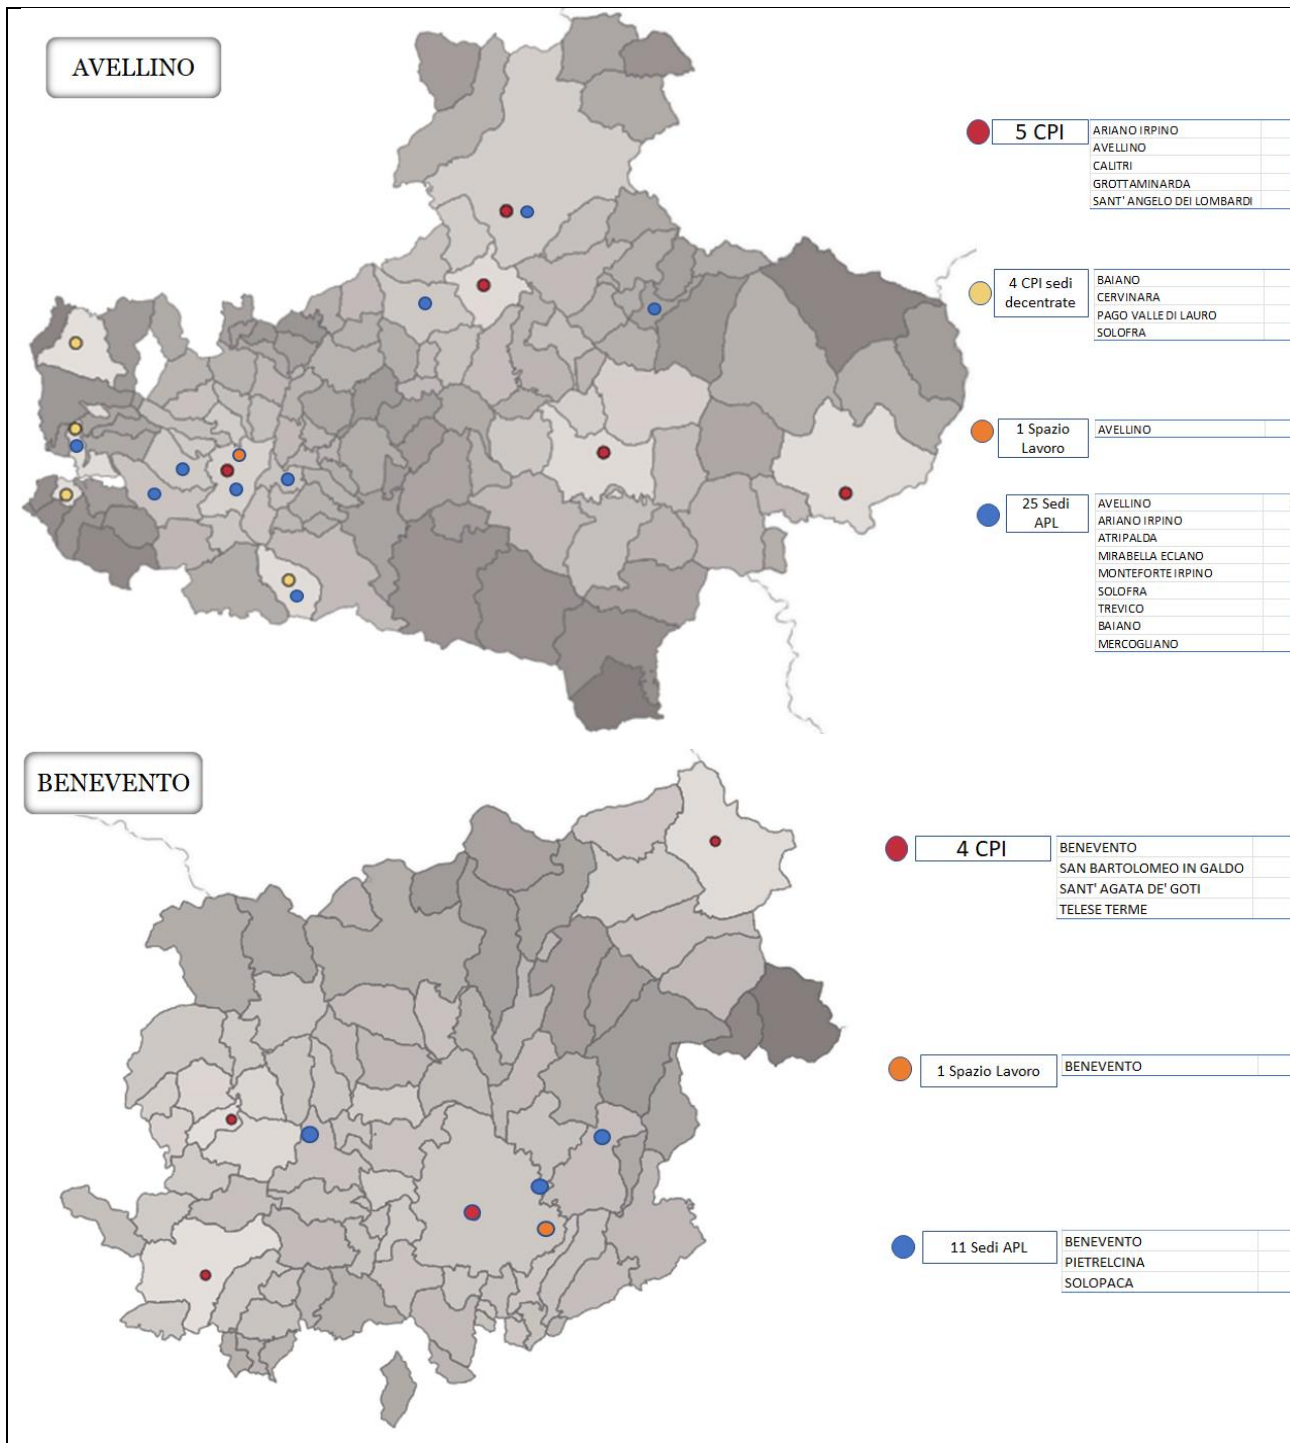 AVELLINO
5 CPI
ARIANO IRPINO
AVELLINO
CALITRI
GROTTAMINARDA
SANT' ANGELO DEI LOMBARDI
4 CPI sedi
decentrate
BAIANO
CERVINARA
PAGO VALLE DI LAURO
SOLOFRA
1 Spazio
Lavoro
AVELLINO
25 Sedi
APL
AVELLINO
ARIANO IRPINO
ATRIPALDA
MIRABELLA ECLANO
MONTEFORTE IRPINO
SOLOFRA
TREVICO
BAIANO
MERCOGLIANO
BENEVENTO
4 CPI
BENEVENTO
SAN BARTOLOMEO IN GALDO
SANT' AGATA DE' GOTI
TELESE TERME
1 Spazio Lavoro
BENEVENTO
11 Sedi APL
BENEVENTO
PIETRELCINA
SOLOPACA